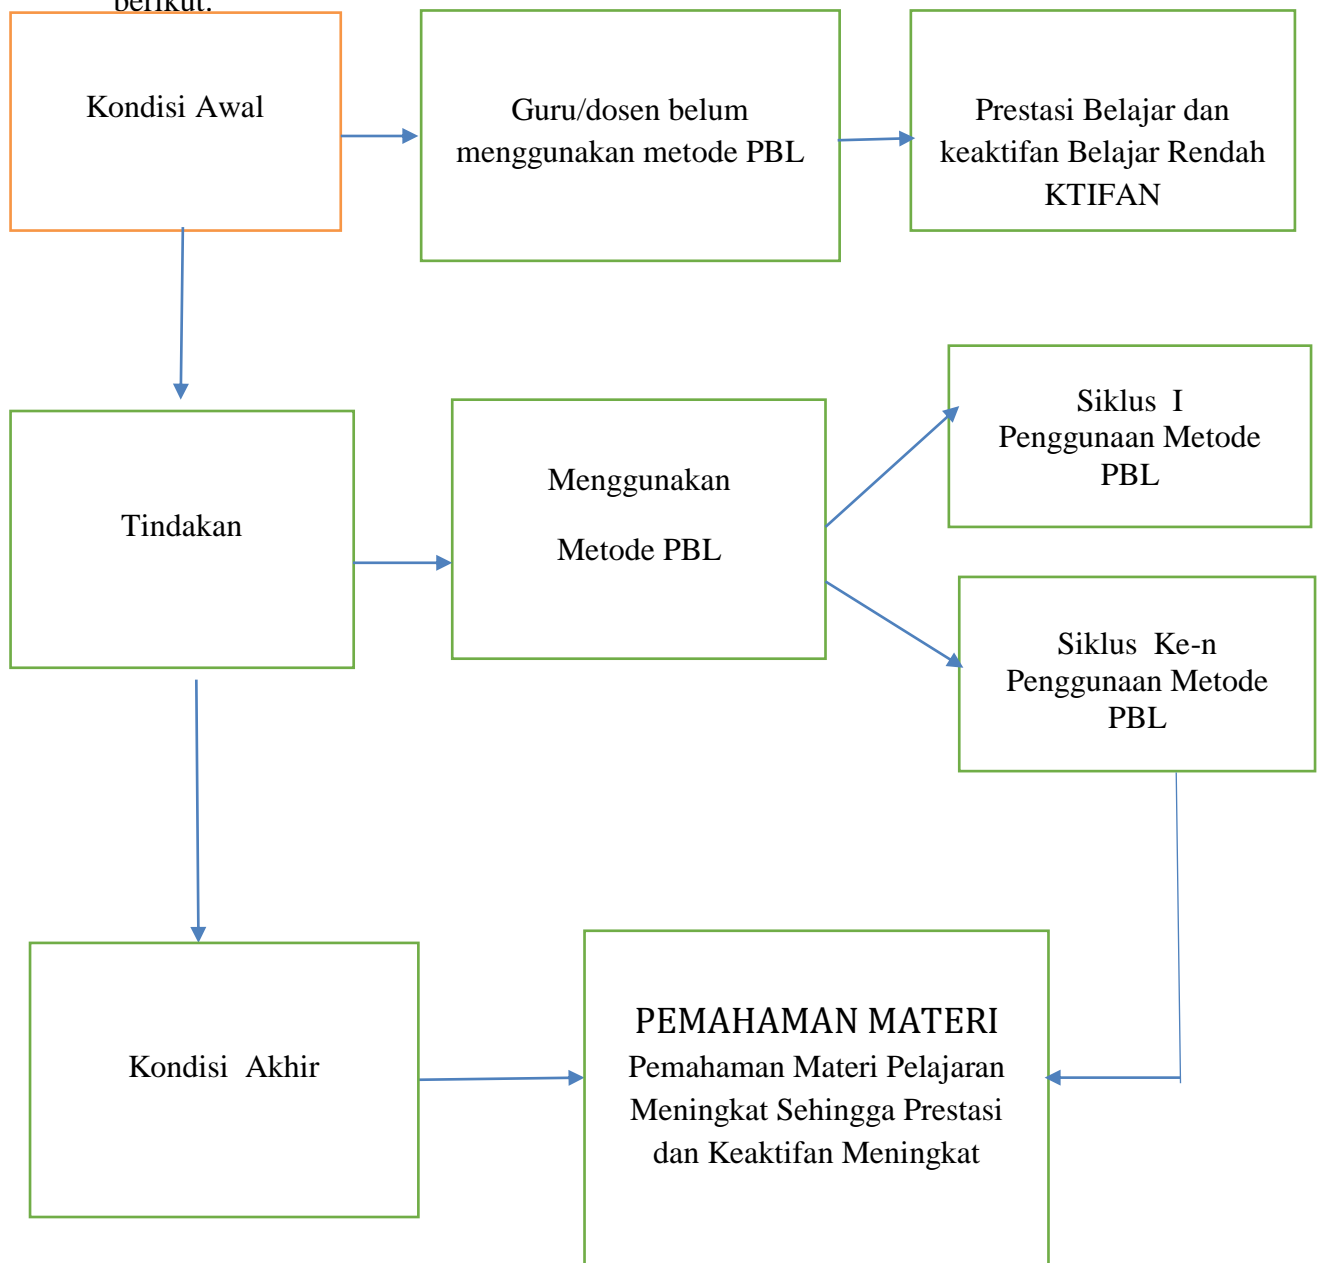 berikut.
Kondisi Awal
Guru/dosen belum
menggunakan metode PBL
Prestasi Belajar dan
keaktifan Belajar Rendah
KTIFAN
Tindakan
Menggunakan
Metode PBL
Siklus I
Penggunaan Metode
PBL
Siklus Ke-n
Penggunaan Metode
PBL
Kondisi Akhir
PEMAHAMAN MATERI
Pemahaman Materi Pelajaran
Meningkat Sehingga Prestasi
dan Keaktifan Meningkat